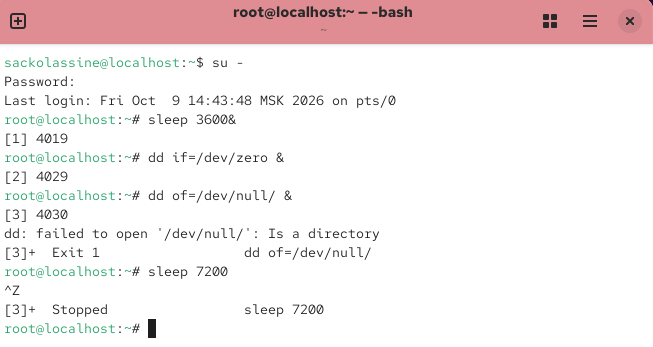 root@localhost:~ — -bash
~
sackolassine@localhost:~$ su -
Password:
Last login: Fri Oct  9 14:43:48 MSK 2026 on pts/0
root@localhost:~# sleep 3600&
[1] 4019
root@localhost:~# dd if=/dev/zero &
[2] 4029
root@localhost:~# dd of=/dev/null/ &
[3] 4030
dd: failed to open '/dev/null/': Is a directory
[3]+  Exit 1                  dd of=/dev/null/
root@localhost:~# sleep 7200
^Z
[3]+  Stopped                 sleep 7200
root@localhost:~#